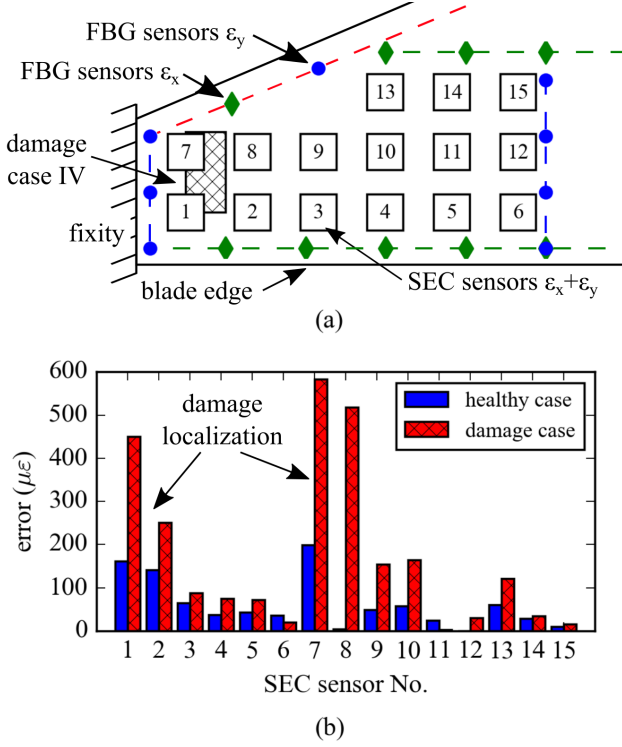 FBG sensors εy
FBG sensors εx
13 14 15
damage
case IV
7 8 9 10 11 12
fixity
1 2 3 4 5 6
SEC sensors εx+εy
blade edge
(a)
600
500
400
300
200
100
0
error (με)
damage
localization
healthy case
damage case
1 2 3 4 5 6 7 8 9 10 11 12 13 14 15
SEC sensor No.
(b)